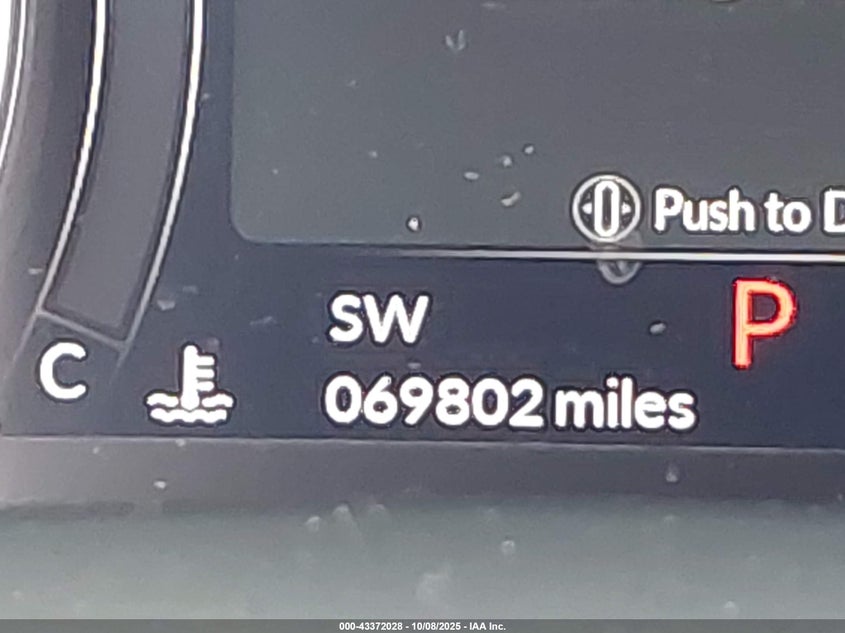 Push to D
SW
P
C
069802 miles
000-43372028 - 10/08/2025 - IAA Inc.